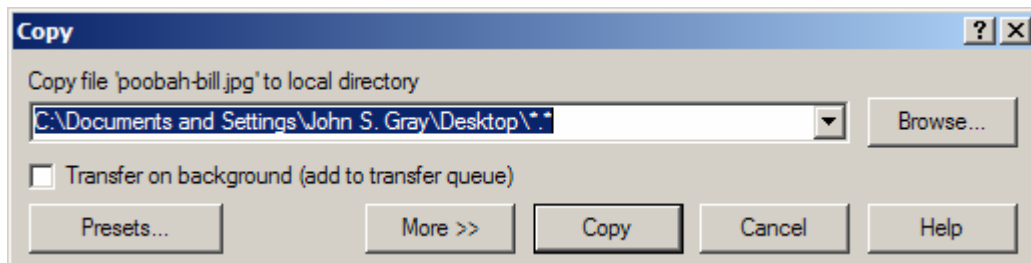 Copy
Copy file 'poobah-bill.jpg' to local directory
C:\Documents and Settings\John S. Gray\Desktop\*.*
Browse...
Transfer on background (add to transfer queue)
Presets... More >> Copy Cancel Help